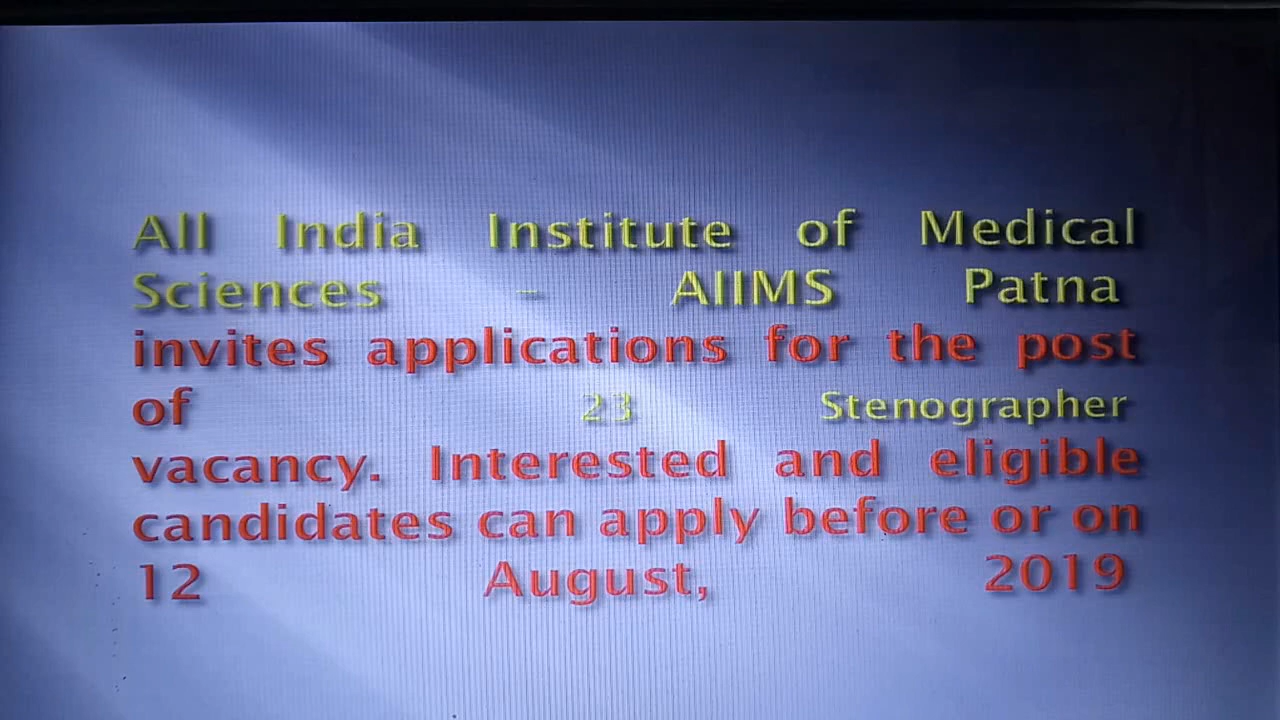 All India Institute of Medical
Sciences – AIIMS Patna
invites applications for the post
of 23 Stenographer
vacancy. Interested and eligible
candidates can apply before or on
12 August, 2019